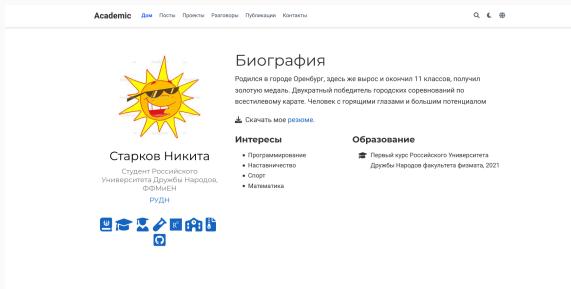 Academic Дом Посты Проекты Разговоры Публикации Контакты
Биография
Родился в городе Оренбург, здесь же вырос и окончил 11 классов, получил
золотую медаль. Двукратный победитель городских соревнований по
всестилевому карате. Человек с горящими глазами и большим потенциалом
Скачать мое резюме.
Старков Никита
Студент Российского
Университета Дружбы Народов,
ФФМиЕН
РУДН
Интересы
Программирование
Наставничество
Спорт
Математика
Образование
Первый курс Российского Университета
Дружбы Народов факультета физмата, 2021